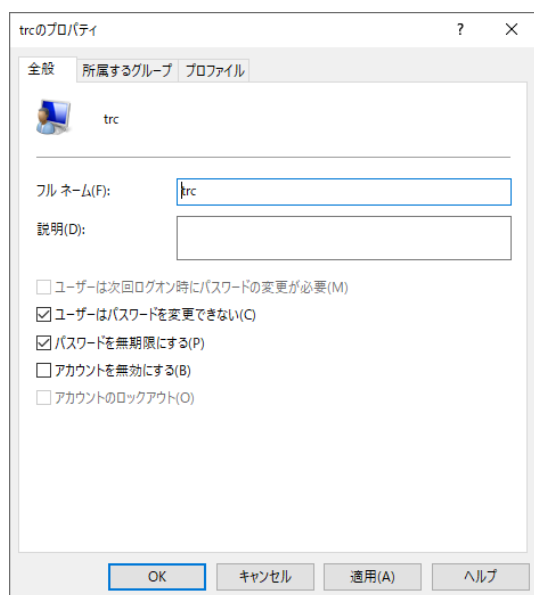 trcのプロパティ
? ×
全般 所属するグループ プロファイル
trc
フル ネーム(F): trc
説明(D):
ユーザーは次回ログオン時にパスワードの変更が必要(M)
ユーザーはパスワードを変更できない(C)
パスワードを無期限にする(P)
アカウントを無効にする(B)
アカウントのロックアウト(O)
OK キャンセル 適用(A) ヘルプ